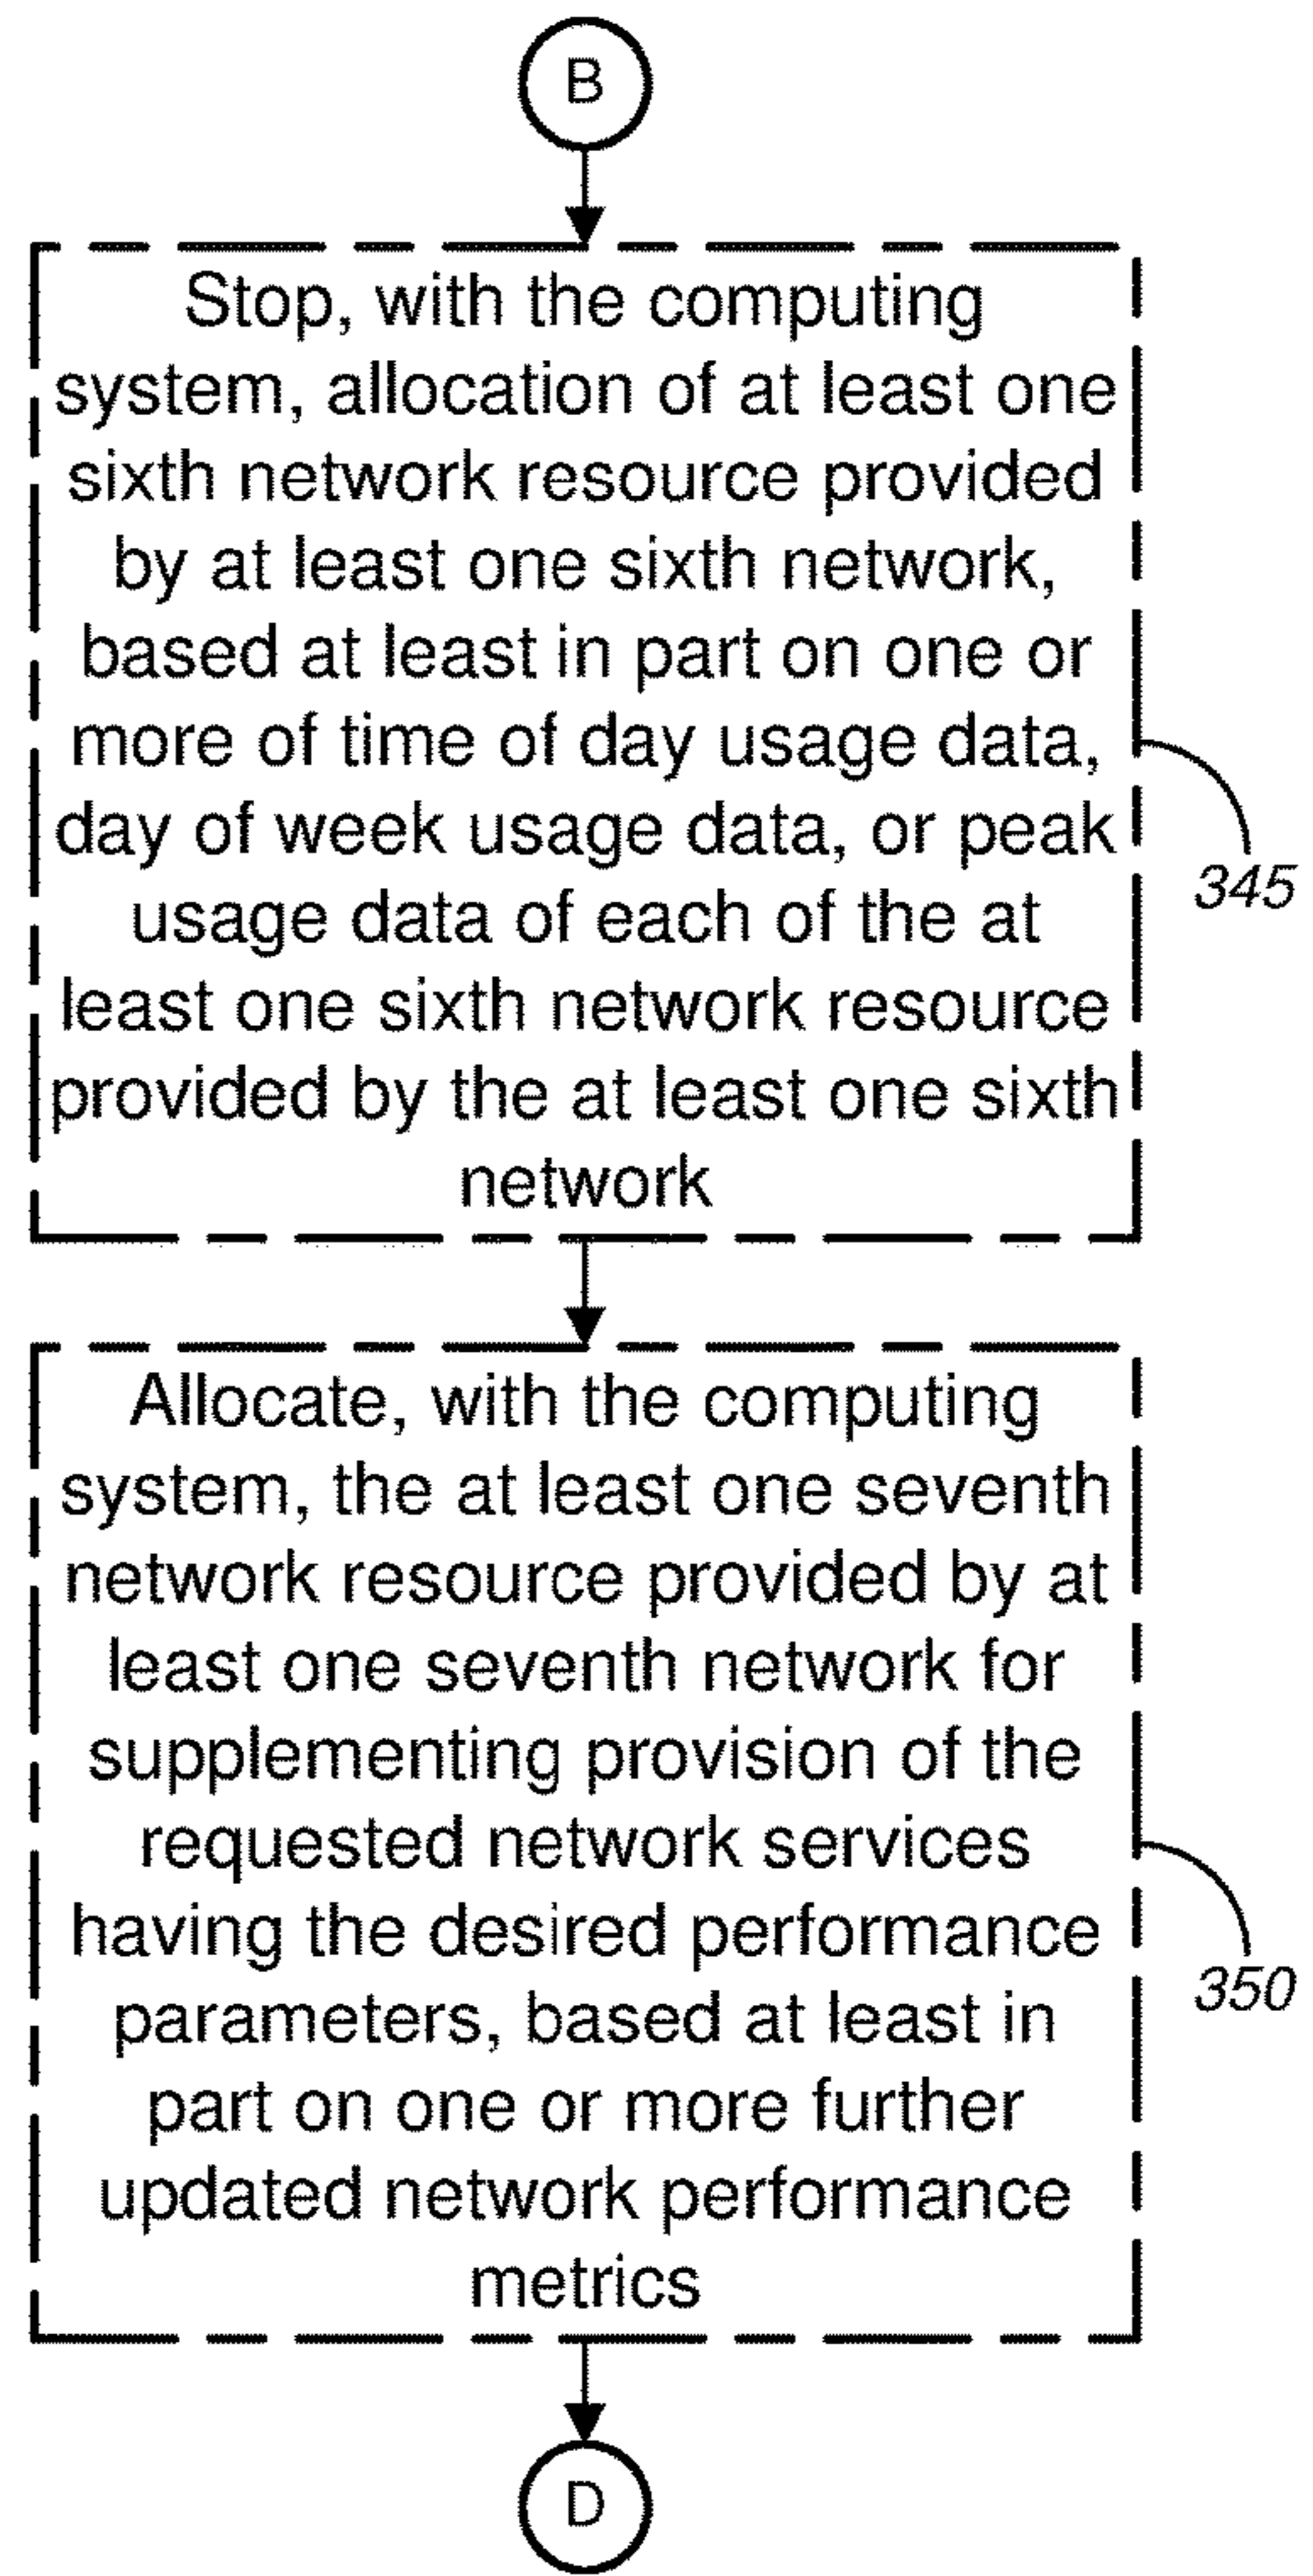 B
Stop, with the computing
system, allocation of at least one
sixth network resource provided
by at least one sixth network,
based at least in part on one or
more of time of day usage data,
day of week usage data, or peak
usage data of each of the at
least one sixth network resource
provided by the at least one sixth
network
345
Allocate, with the computing
system, the at least one seventh
network resource provided by at
least one seventh network for
supplementing provision of the
requested network services
having the desired performance
parameters, based at least in
part on one or more further
updated network performance
metrics
350
D